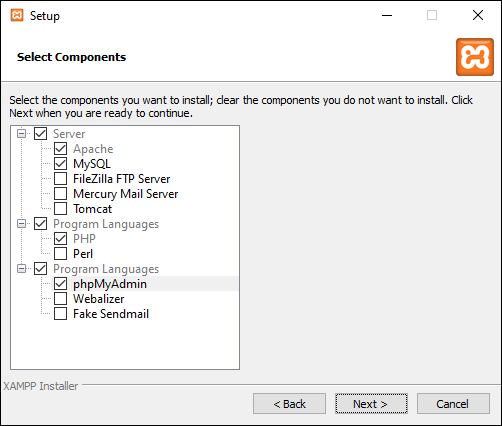 Setup
Select Components
Select the components you want to install; clear the components you do not want to install. Click
Next when you are ready to continue.
Server
Apache
MySQL
FileZilla FTP Server
Mercury Mail Server
Tomcat
Program Languages
PHP
Perl
Program Languages
phpMyAdmin
Webalizer
Fake Sendmail
XAMPP Installer
< Back
Next >
Cancel